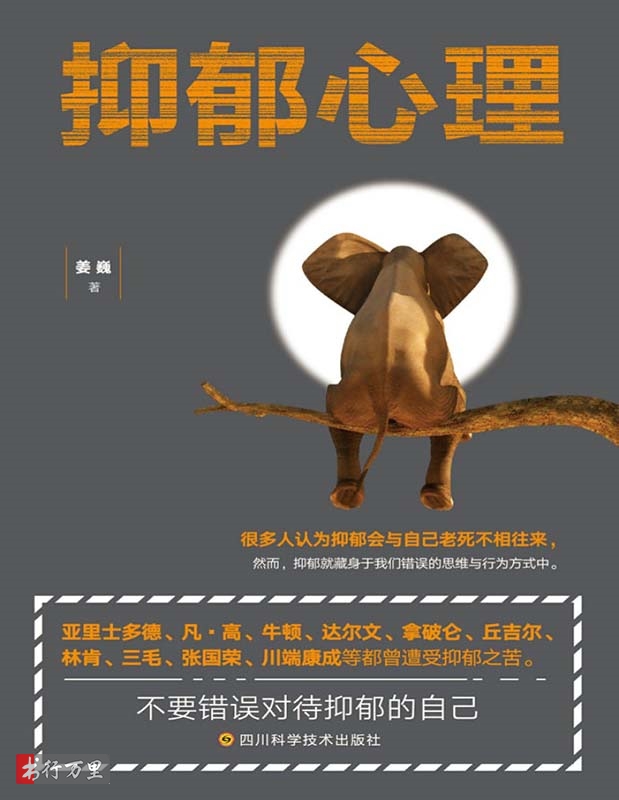 抑郁心理
姜巍
著
很多人认为抑郁会与自己老死不相往来，
然而，抑郁就藏身于我们错误的思维与行为方式中。
亚里士多德、凡·高、牛顿、达尔文、拿破仑、丘吉尔、
林肯、三毛、张国荣、川端康成等都曾遭受抑郁之苦。
不要错误对待抑郁的自己
四川科学技术出版社
书行万里